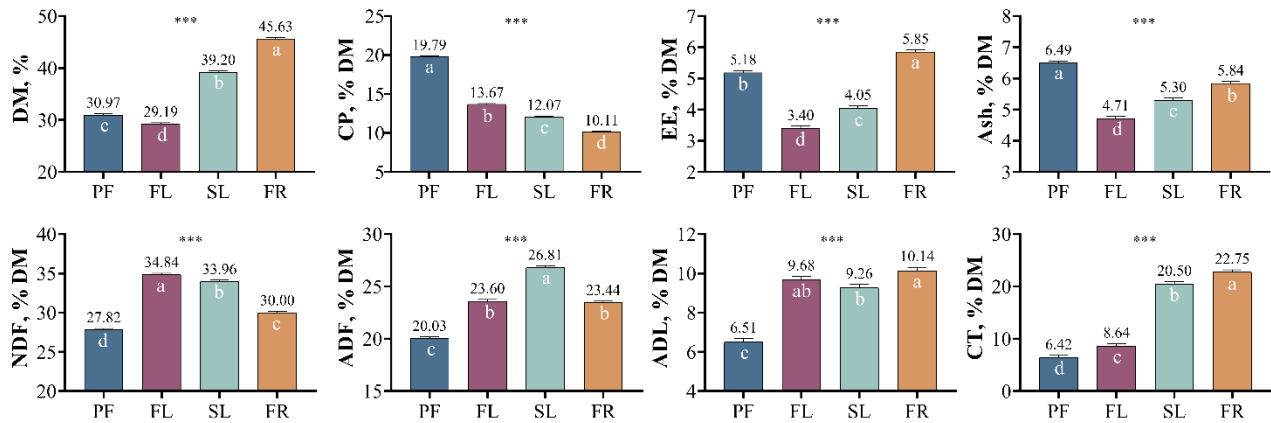 DM, %
50
40
30
20
***
30.97
29.19
39.20
45.63
c
d
b
a
PF FL SL FR
CP, % DM
25
20
15
10
5
***
19.79
13.67
12.07
10.11
a
b
c
d
PF FL SL FR
EE, % DM
7
6
5
4
3
2
***
5.18
3.40
4.05
5.85
b
d
c
a
PF FL SL FR
Ash, % DM
8
7
6
5
4
3
***
6.49
4.71
5.30
5.84
a
d
c
b
PF FL SL FR
NDF, % DM
40
35
30
25
20
***
27.82
34.84
33.96
30.00
d
a
b
c
PF FL SL FR
ADF, % DM
30
25
20
15
***
20.03
23.60
26.81
23.44
c
b
a
b
PF FL SL FR
ADL, % DM
12
10
8
6
4
***
6.51
9.68
9.26
10.14
c
ab
b
a
PF FL SL FR
CT, % DM
30
20
10
0
***
6.42
8.64
20.50
22.75
d
c
b
a
PF FL SL FR